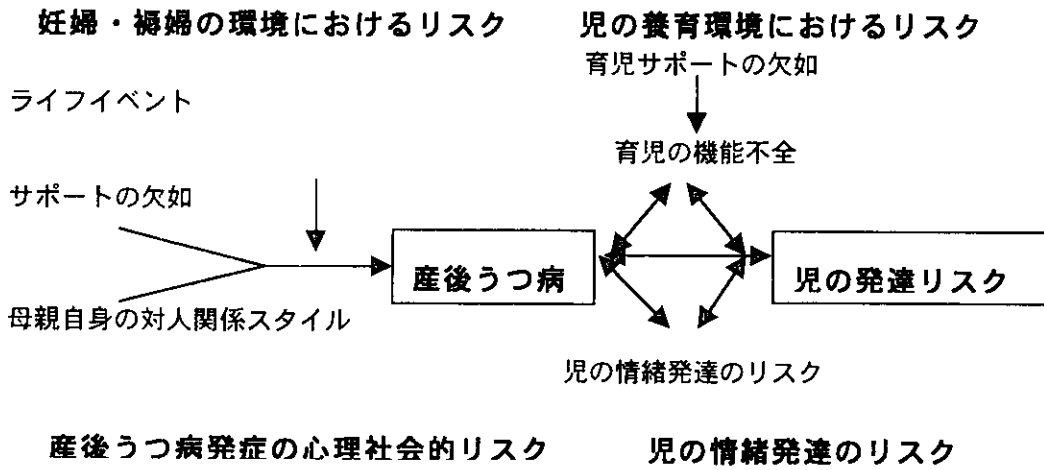 妊婦・褥婦の環境におけるリスク
児の養育環境におけるリスク
育児サポートの欠如
ライフイベント
育児の機能不全
サポートの欠如
産後うつ病
児の発達リスク
母親自身の対人関係スタイル
児の情緒発達のリスク
産後うつ病発症の心理社会的リスク
児の情緒発達のリスク